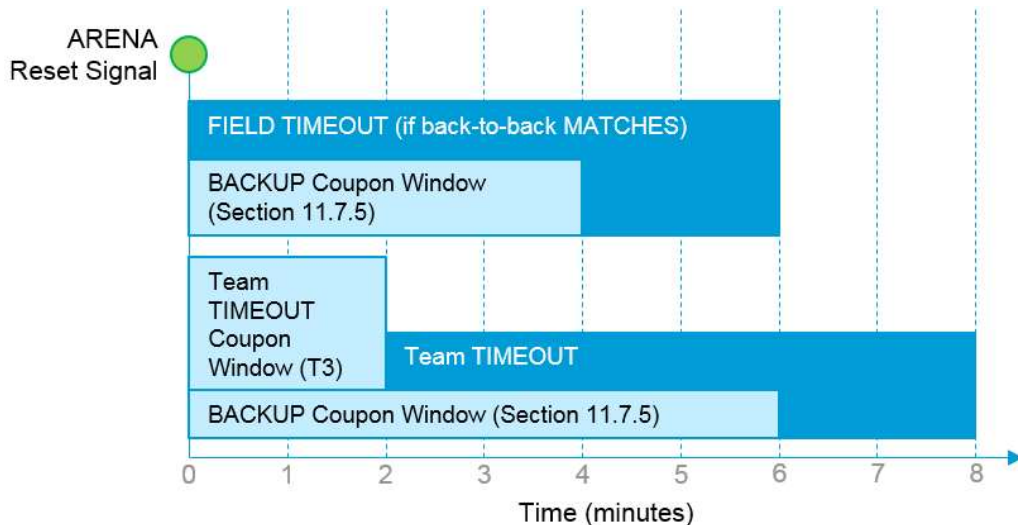 ARENA
Reset Signal
FIELD TIMEOUT (if back-to-back MATCHES)
BACKUP Coupon Window
(Section 11.7.5)
Team
TIMEOUT
Coupon
Window (T3)
Team TIMEOUT
BACKUP Coupon Window (Section 11.7.5)
0 1 2 3 4 5 6 7 8
Time (minutes)